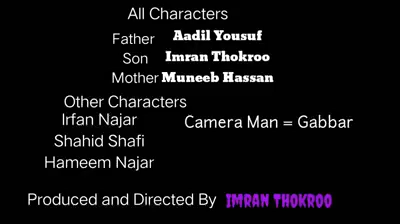 All Characters
Father Aadil Yousuf
Son Imran Thokroo
Mother Muneeb Hassan
Other Characters
Irfan Najar
Camera Man = Gabbar
Shahid Shafi
Hameem Najar
Produced and Directed By IMRAN THOKROO